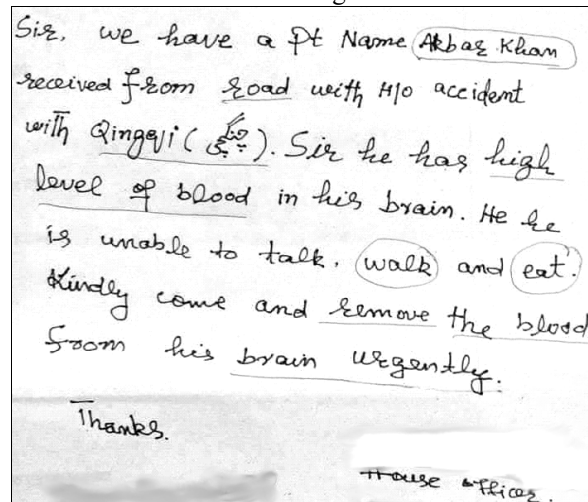 Sir, we have a Pt Name Akbar Khan
received from road with H/o accident
with Qingqi (چنگچی). Sir he has high
level of blood in his brain. He he
is unable to talk, walk and eat.
Kindly come and remove the blood
from his brain urgently.
Thanks.
House officer.